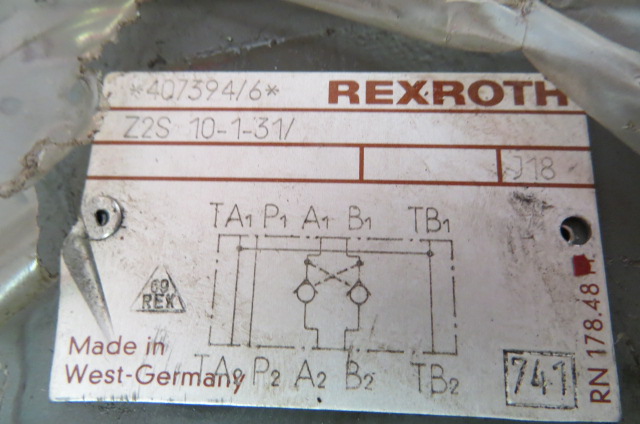 *407394/6* REXROTH
Z2S 10-1-31/
J18
TA1 P1 A1 B1 TB1
69
REX
Made in
West-Germany
TA2 P2 A2 B2 TB2
741
RN 178.48